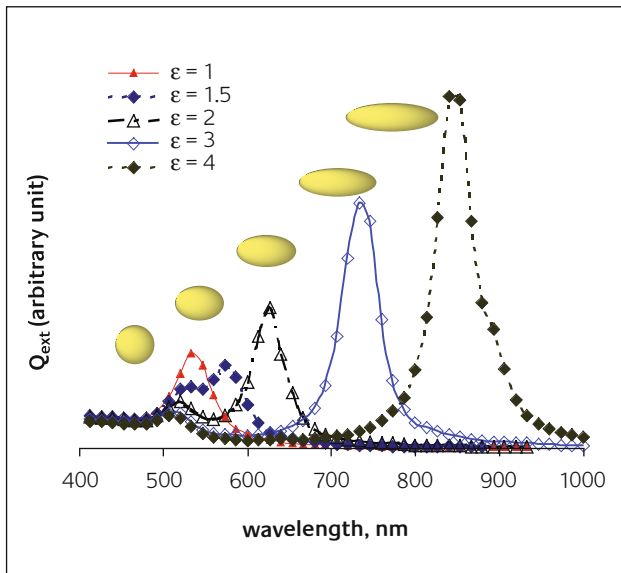 ε = 1
ε = 1.5
ε = 2
ε = 3
ε = 4
Qext (arbitrary unit)
400 500 600 700 800 900 1000
wavelength, nm